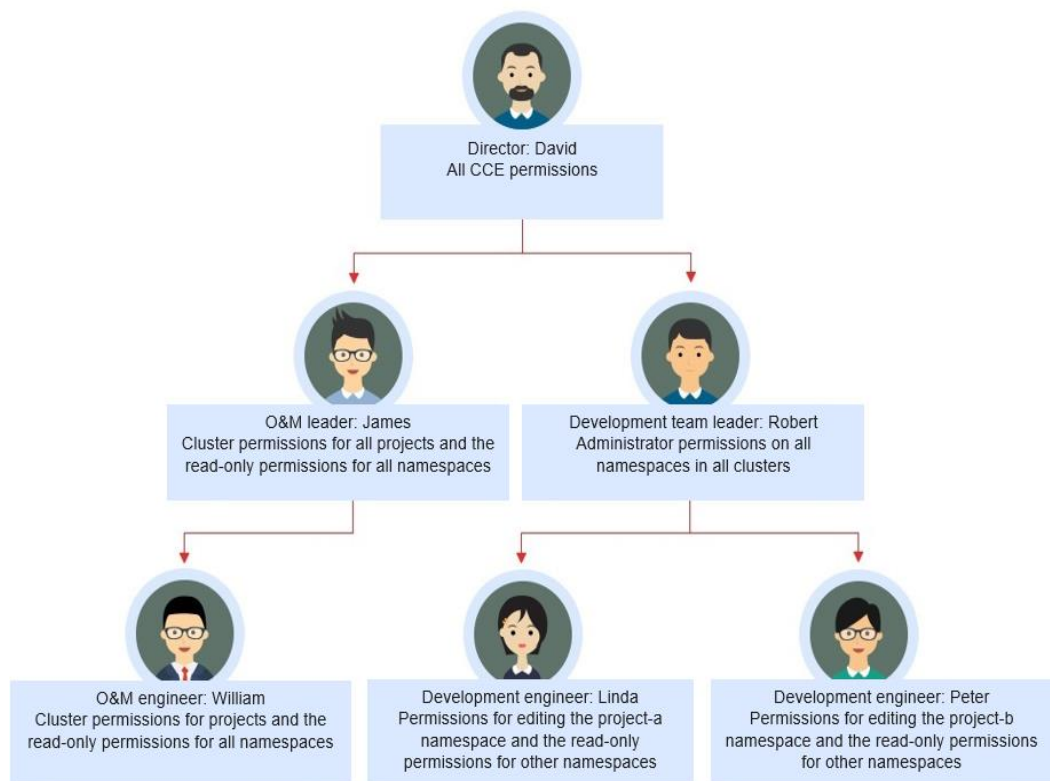 Director: David
All CCE permissions
O&M leader: James
Cluster permissions for all projects and the
read-only permissions for all namespaces
Development team leader: Robert
Administrator permissions on all
namespaces in all clusters
O&M engineer: William
Cluster permissions for projects and the
read-only permissions for all namespaces
Development engineer: Linda
Permissions for editing the project-a
namespace and the read-only
permissions for other namespaces
Development engineer: Peter
Permissions for editing the project-b
namespace and the read-only permissions
for other namespaces